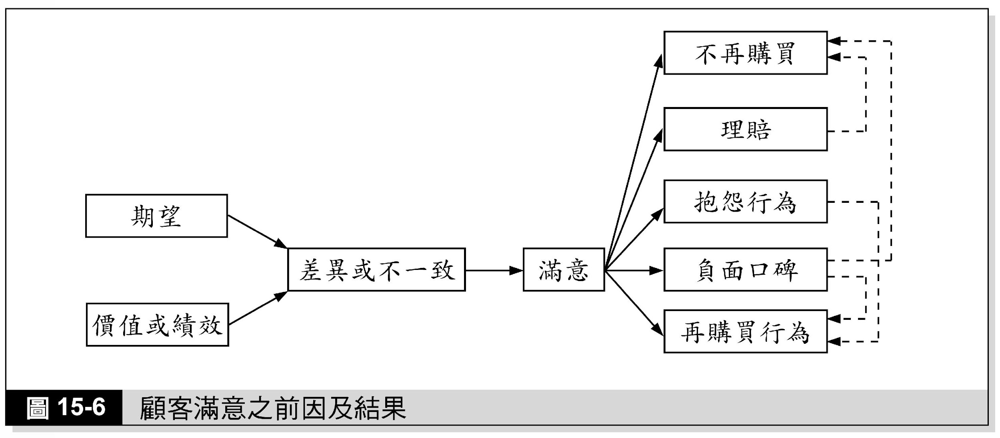 不再購買
理賠
抱怨行為
期望
差異或不一致
滿意
負面口碑
價值或績效
再購買行為
圖 15-6 顧客滿意之前因及結果